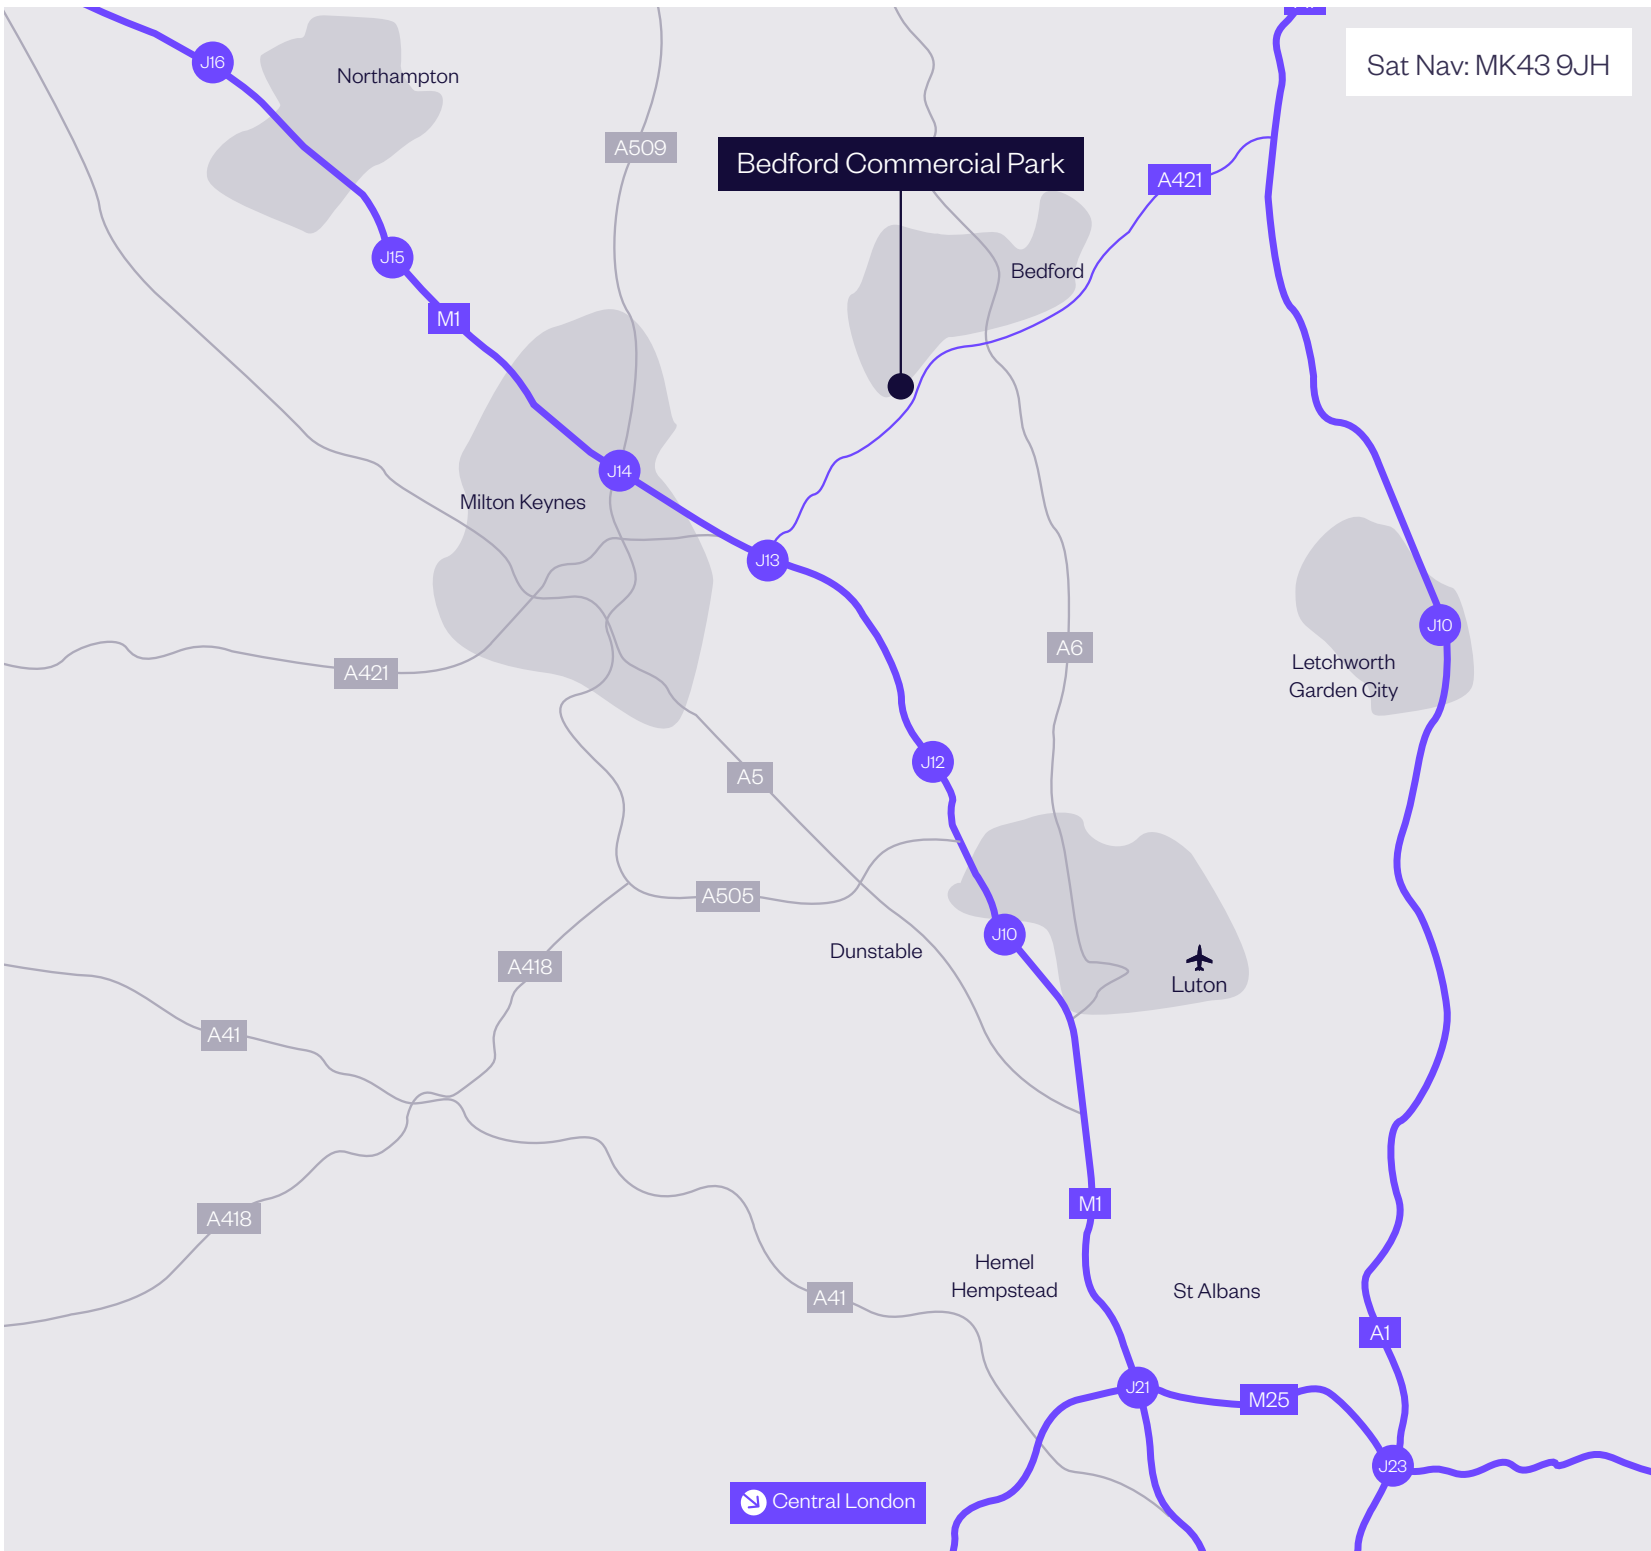 J16
Northampton
Sat Nav: MK43 9JH
A509
Bedford Commercial Park
A421
J15
Bedford
M1
J14
Milton Keynes
J13
J10
A6
Letchworth
Garden City
A421
J12
A5
A505
J10
Dunstable
A418
Luton
A41
M1
A418
Hemel
Hempstead
St Albans
A41
A1
J21
M25
J23
Central London